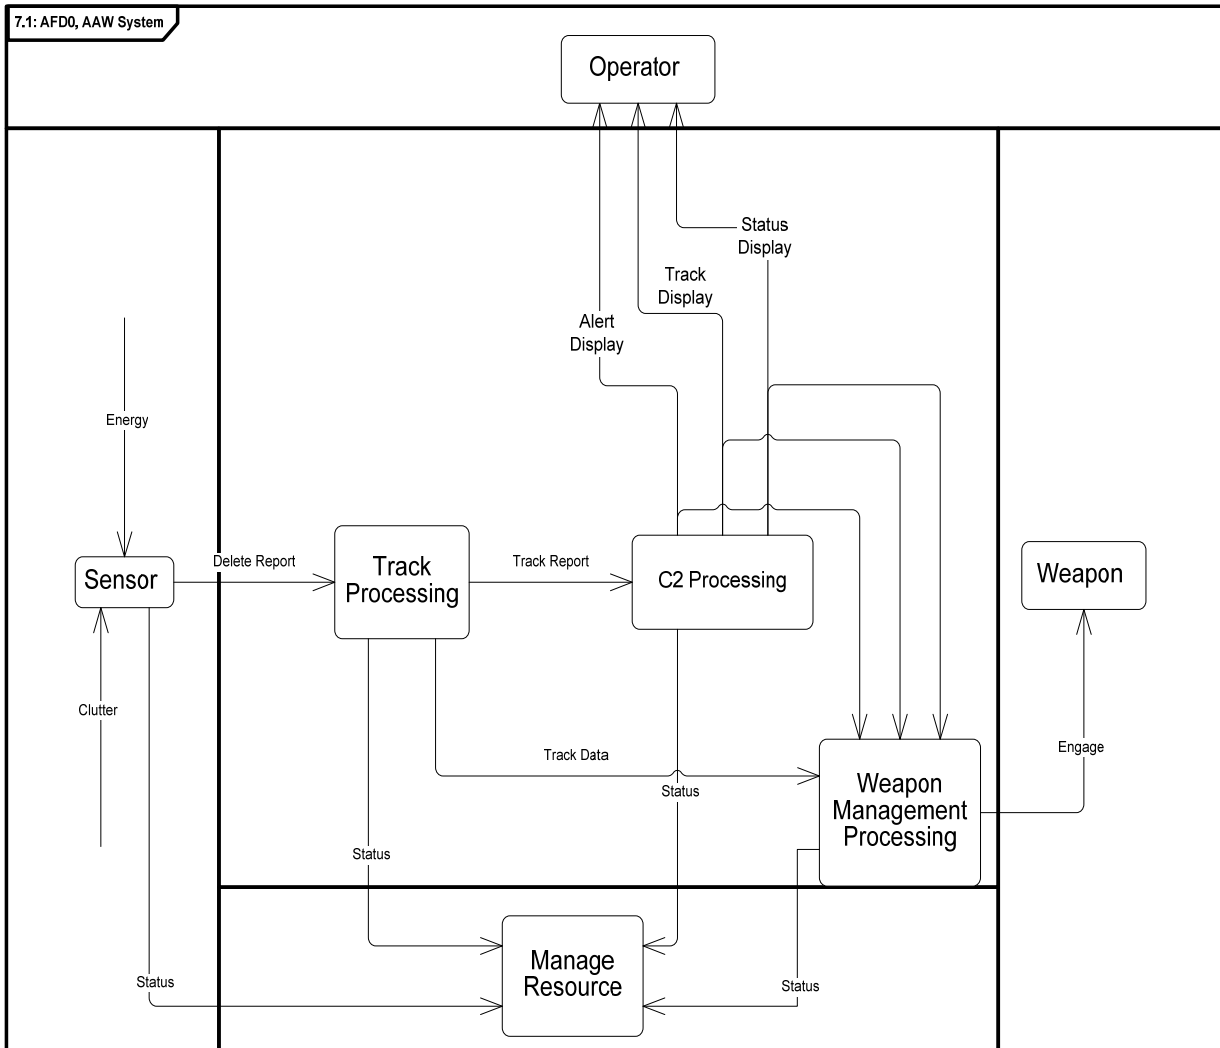 7.1: AFD0, AAW System
Operator
Status
Display
Track
Display
Alert
Display
Energy
Delete Report
Track Report
Sensor
Track
Processing
C2 Processing
Weapon
Clutter
Track Data
Status
Engage
Weapon
Management
Processing
Status
Manage
Resource
Status
Status